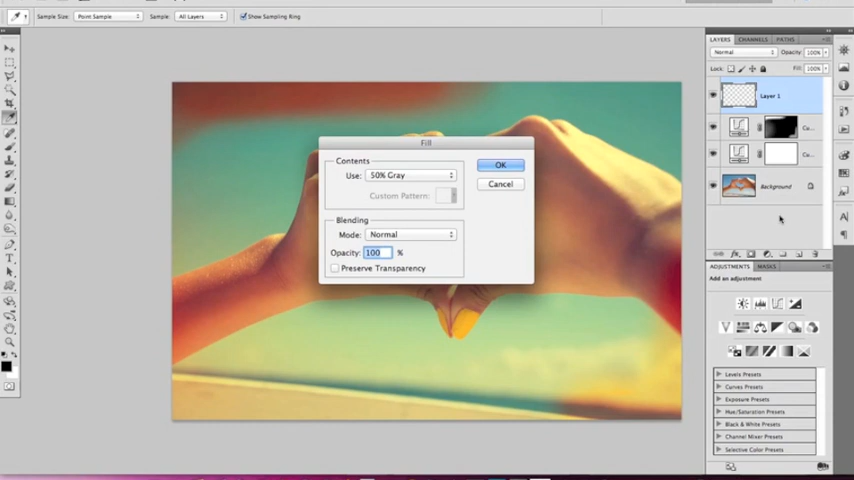 Sample Size: Point Sample Sample: All Layers Show Sampling Ring
LAYERS CHANNELS PATHS
Normal Opacity: 100%
Lock: Fill: 100%
Layer 1
Cu...
Cu...
Background
Fill
Contents
Use: 50% Gray
Custom Pattern:
OK
Cancel
Blending
Mode: Normal
Opacity: 100 %
Preserve Transparency
ADJUSTMENTS MASKS
Add an adjustment
Levels Presets
Curves Presets
Exposure Presets
Hue/Saturation Presets
Black & White Presets
Channel Mixer Presets
Selective Color Presets